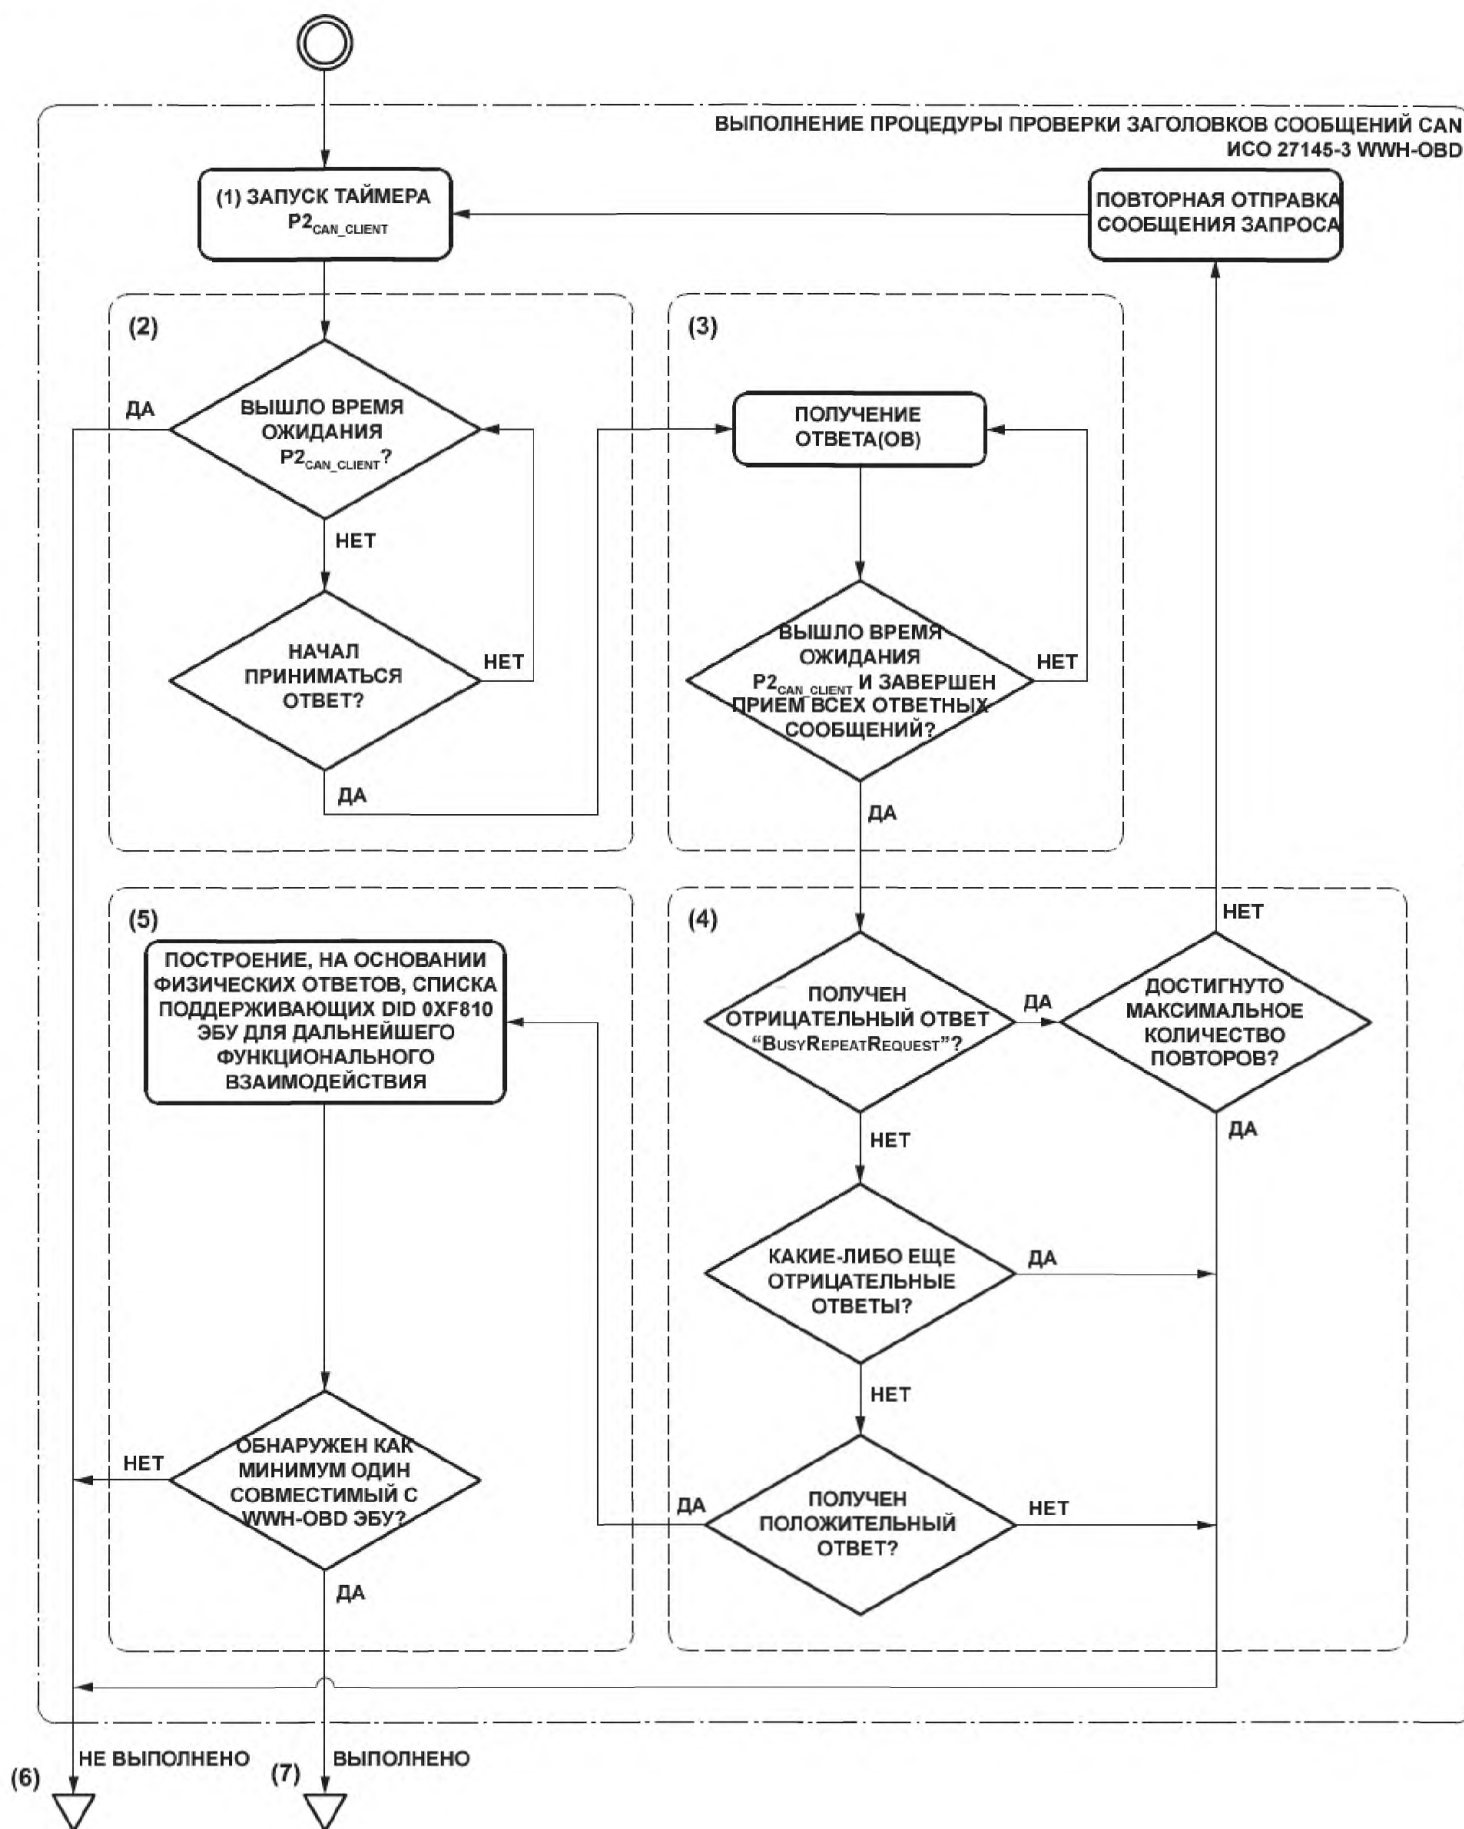 ВЫПОЛНЕНИЕ ПРОЦЕДУРЫ ПРОВЕРКИ ЗАГОЛОВКОВ СООБЩЕНИЙ CAN
ИСО 27145-3 WWH-OBD
(1) ЗАПУСК ТАЙМЕРА
P2CAN_CLIENT
ПОВТОРНАЯ ОТПРАВКА
СООБЩЕНИЯ ЗАПРОСА
(2)
ДА
ВЫШЛО ВРЕМЯ
ОЖИДАНИЯ
P2CAN_CLIENT?
НЕТ
НАЧАЛ
ПРИНИМАТЬСЯ
ОТВЕТ?
НЕТ
ДА
(3)
ПОЛУЧЕНИЕ
ОТВЕТА(ОВ)
ВЫШЛО ВРЕМЯ
ОЖИДАНИЯ
P2CAN_CLIENT И ЗАВЕРШЕН
ПРИЕМ ВСЕХ ОТВЕТНЫХ
СООБЩЕНИЙ?
НЕТ
ДА
(4)
ПОЛУЧЕН
ОТРИЦАТЕЛЬНЫЙ ОТВЕТ
“BUSYREPEATREQUEST”?
ДА
НЕТ
ДОСТИГНУТО
МАКСИМАЛЬНОЕ
КОЛИЧЕСТВО
ПОВТОРОВ?
ДА
НЕТ
КАКИЕ-ЛИБО ЕЩЕ
ОТРИЦАТЕЛЬНЫЕ
ОТВЕТЫ?
ДА
НЕТ
ДА
ПОЛУЧЕН
ПОЛОЖИТЕЛЬНЫЙ
ОТВЕТ?
НЕТ
(5)
ПОСТРОЕНИЕ, НА ОСНОВАНИИ
ФИЗИЧЕСКИХ ОТВЕТОВ, СПИСКА
ПОДДЕРЖИВАЮЩИХ DID 0XF810
ЭБУ ДЛЯ ДАЛЬНЕЙШЕГО
ФУНКЦИОНАЛЬНОГО
ВЗАИМОДЕЙСТВИЯ
НЕТ
ОБНАРУЖЕН КАК
МИНИМУМ ОДИН
СОВМЕСТИМЫЙ С
WWH-OBD ЭБУ?
ДА
(6)
НЕ ВЫПОЛНЕНО
(7)
ВЫПОЛНЕНО